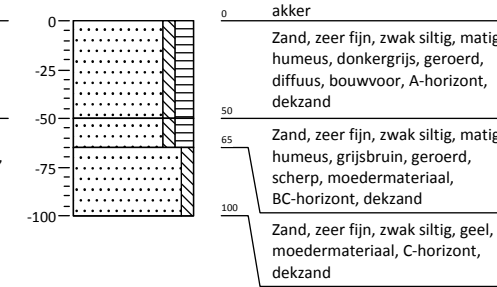 0 akker
0
Zand, zeer fijn, zwak siltig, matig
humeus, donkergrijs, geroerd,
diffuus, bouwvoor, A-horizont,
dekzand
-25
-50
50
Zand, zeer fijn, zwak siltig, matig
65
humeus, grijsbruin, geroerd,
scherp, moedermateriaal,
BC-horizont, dekzand
-75
-100
100
Zand, zeer fijn, zwak siltig, geel,
moedermateriaal, C-horizont,
dekzand